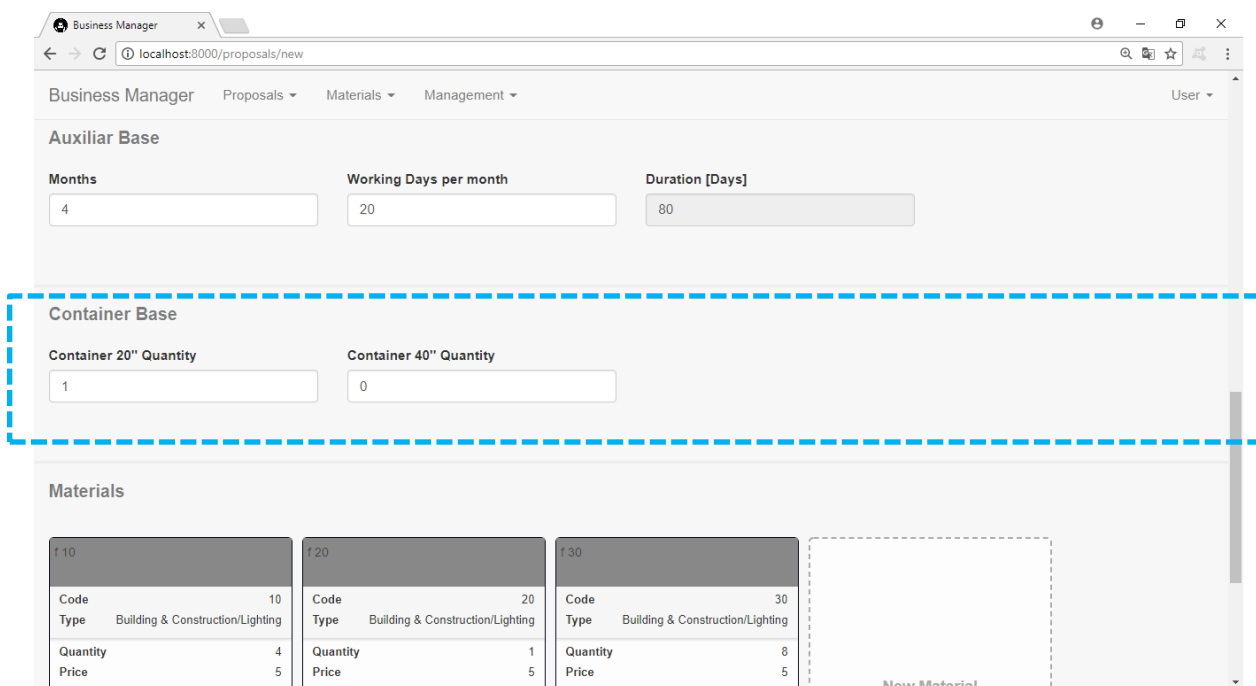 Business Manager
localhost:8000/proposals/new
Business Manager Proposals Materials Management User
Auxiliar Base
Months Working Days per month Duration [Days]
4 20 80
Container Base
Container 20" Quantity Container 40" Quantity
1 0
Materials
f 10 f 20 f 30
Code 10 Code 20 Code 30
Type Building & Construction/Lighting Type Building & Construction/Lighting Type Building & Construction/Lighting
Quantity 4 Quantity 1 Quantity 8
Price 5 Price 5 Price 5
New Material